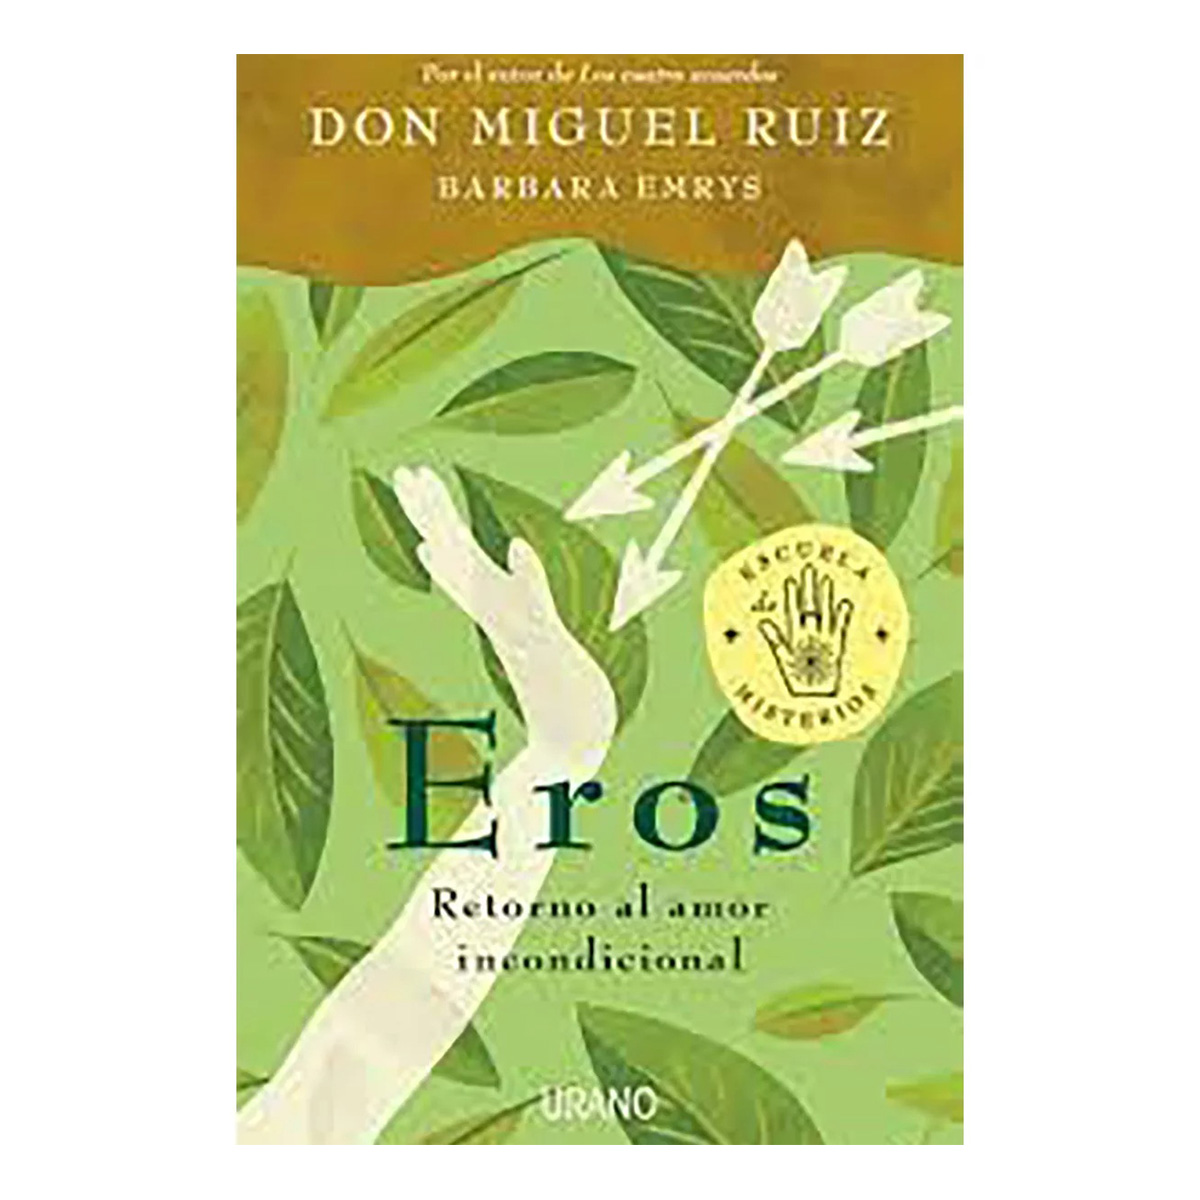 Por el autor de Los cuatro acuerdos
DON MIGUEL RUIZ
BARBARA EMRYS
ESCUELA
de
MISTERIOS
Eros
Retorno al amor
incondicional
URANO